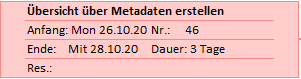 Übersicht über Metadaten erstellen
Anfang: Mon 26.10.20 Nr.: 46
Ende: Mit 28.10.20 Dauer: 3 Tage
Res.: